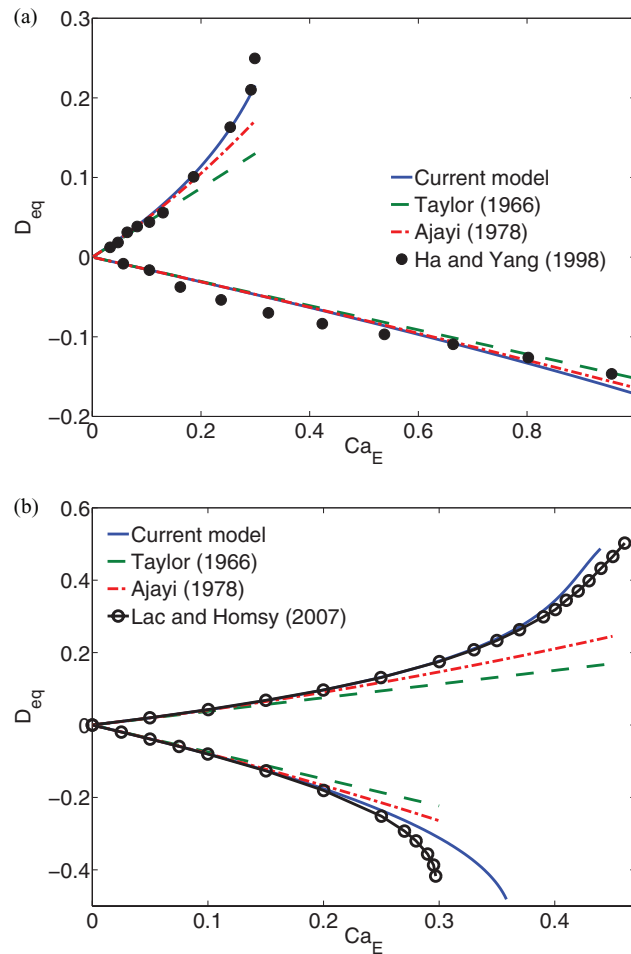 (a)
0.3
0.2
0.1
0
−0.1
−0.2
D_eq
Current model
Taylor (1966)
Ajayi (1978)
Ha and Yang (1998)
0 0.2 0.4 0.6 0.8
Ca_E
(b)
0.6
0.4
0.2
0
−0.2
−0.4
D_eq
Current model
Taylor (1966)
Ajayi (1978)
Lac and Homsy (2007)
0 0.1 0.2 0.3 0.4
Ca_E